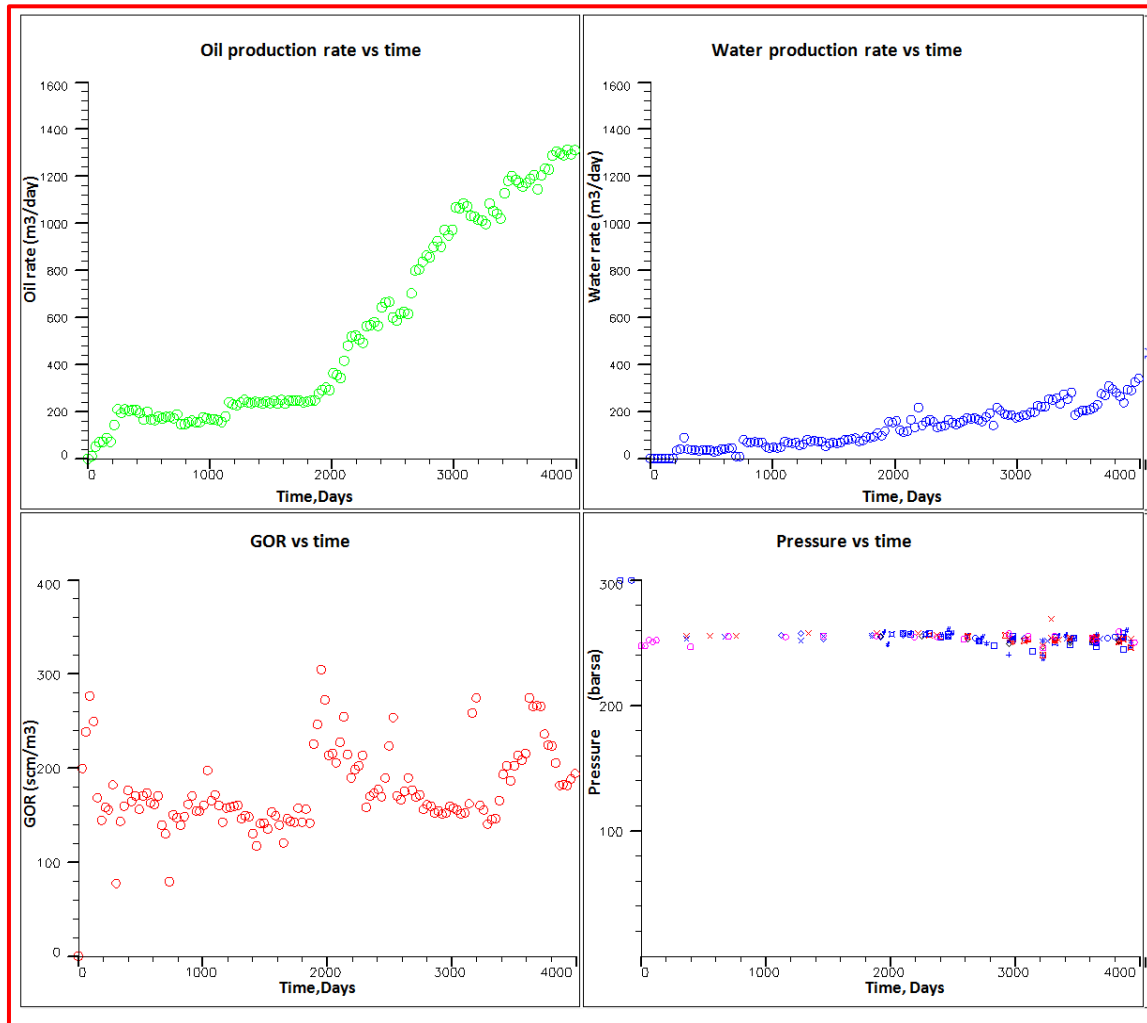 Oil production rate vs time
1600
1400
1200
1000
800
600
400
200
0
Oil rate (m3/day)
0 1000 2000 3000 4000
Time,Days
Water production rate vs time
1600
1400
1200
1000
800
600
400
200
0
Water rate (m3/day)
0 1000 2000 3000 4000
Time, Days
GOR vs time
400
300
200
100
0
GOR (scm/m3)
0 1000 2000 3000 4000
Time,Days
Pressure vs time
300
200
100
Pressure (barsa)
0 1000 2000 3000 4000
Time, Days